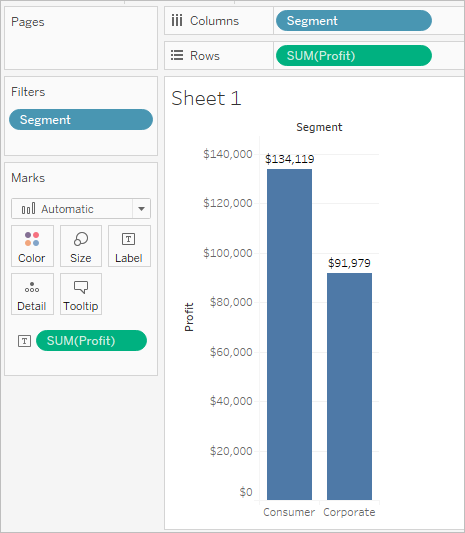 Pages
Columns
Segment
Rows
SUM(Profit)
Filters
Segment
Marks
Automatic
Color
Size
Label
Detail
Tooltip
SUM(Profit)
Sheet 1
Segment
Profit
$140,000
$120,000
$100,000
$80,000
$60,000
$40,000
$20,000
$0
$134,119
$91,979
Consumer
Corporate